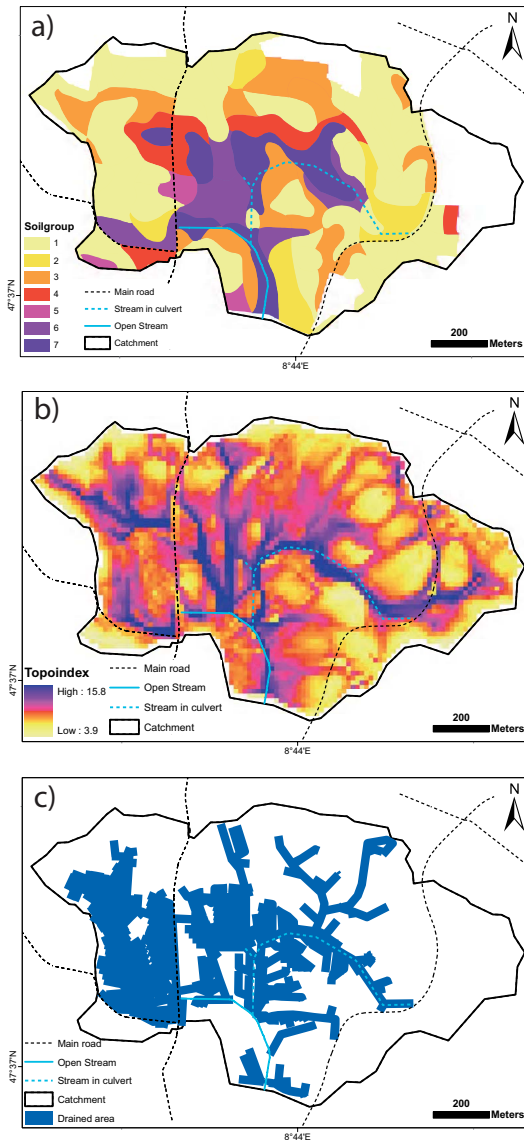 a)
N
Soilgroup
1
2
3
4
5
6
7
Main road
Stream in culvert
Open Stream
Catchment
200
Meters
47°37'N
8°44'E
b)
N
Topoindex
High : 15.8
Low : 3.9
Main road
Open Stream
Stream in culvert
Catchment
200
Meters
47°37'N
8°44'E
c)
N
Main road
Open Stream
Stream in culvert
Catchment
Drained area
200
Meters
47°37'N
8°44'E